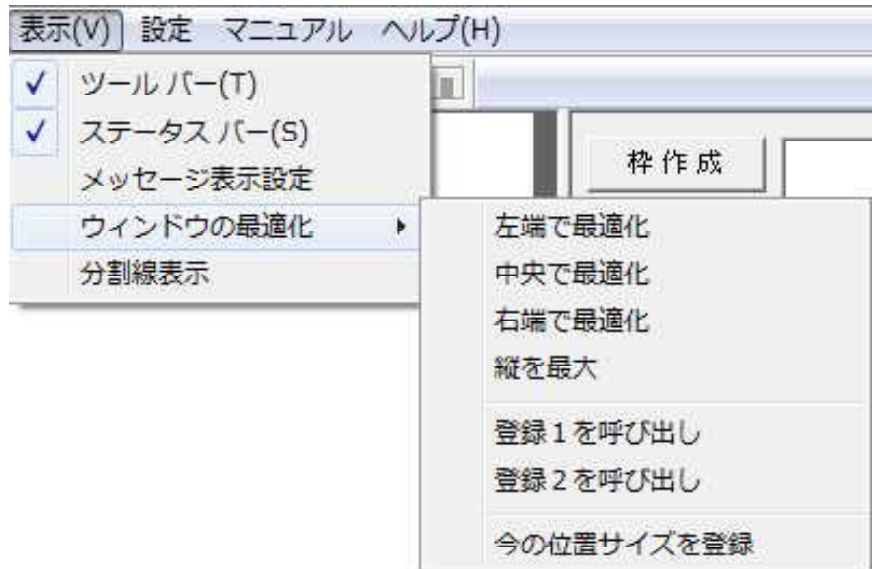 表示(V) 設定 マニュアル ヘルプ(H)
ツール バー(T)
ステータス バー(S)
メッセージ表示設定
ウィンドウの最適化
分割線表示
枠作成
左端で最適化
中央で最適化
右端で最適化
縦を最大
登録1を呼び出し
登録2を呼び出し
今の位置サイズを登録